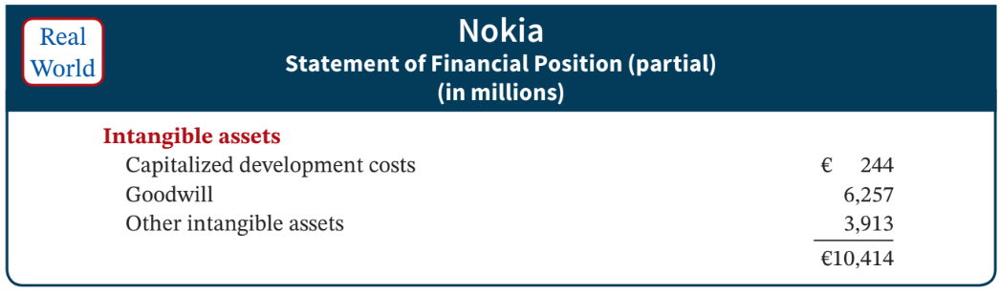 Real
World
Nokia
Statement of Financial Position (partial)
(in millions)
Intangible assets
Capitalized development costs € 244
Goodwill 6,257
Other intangible assets 3,913
€10,414